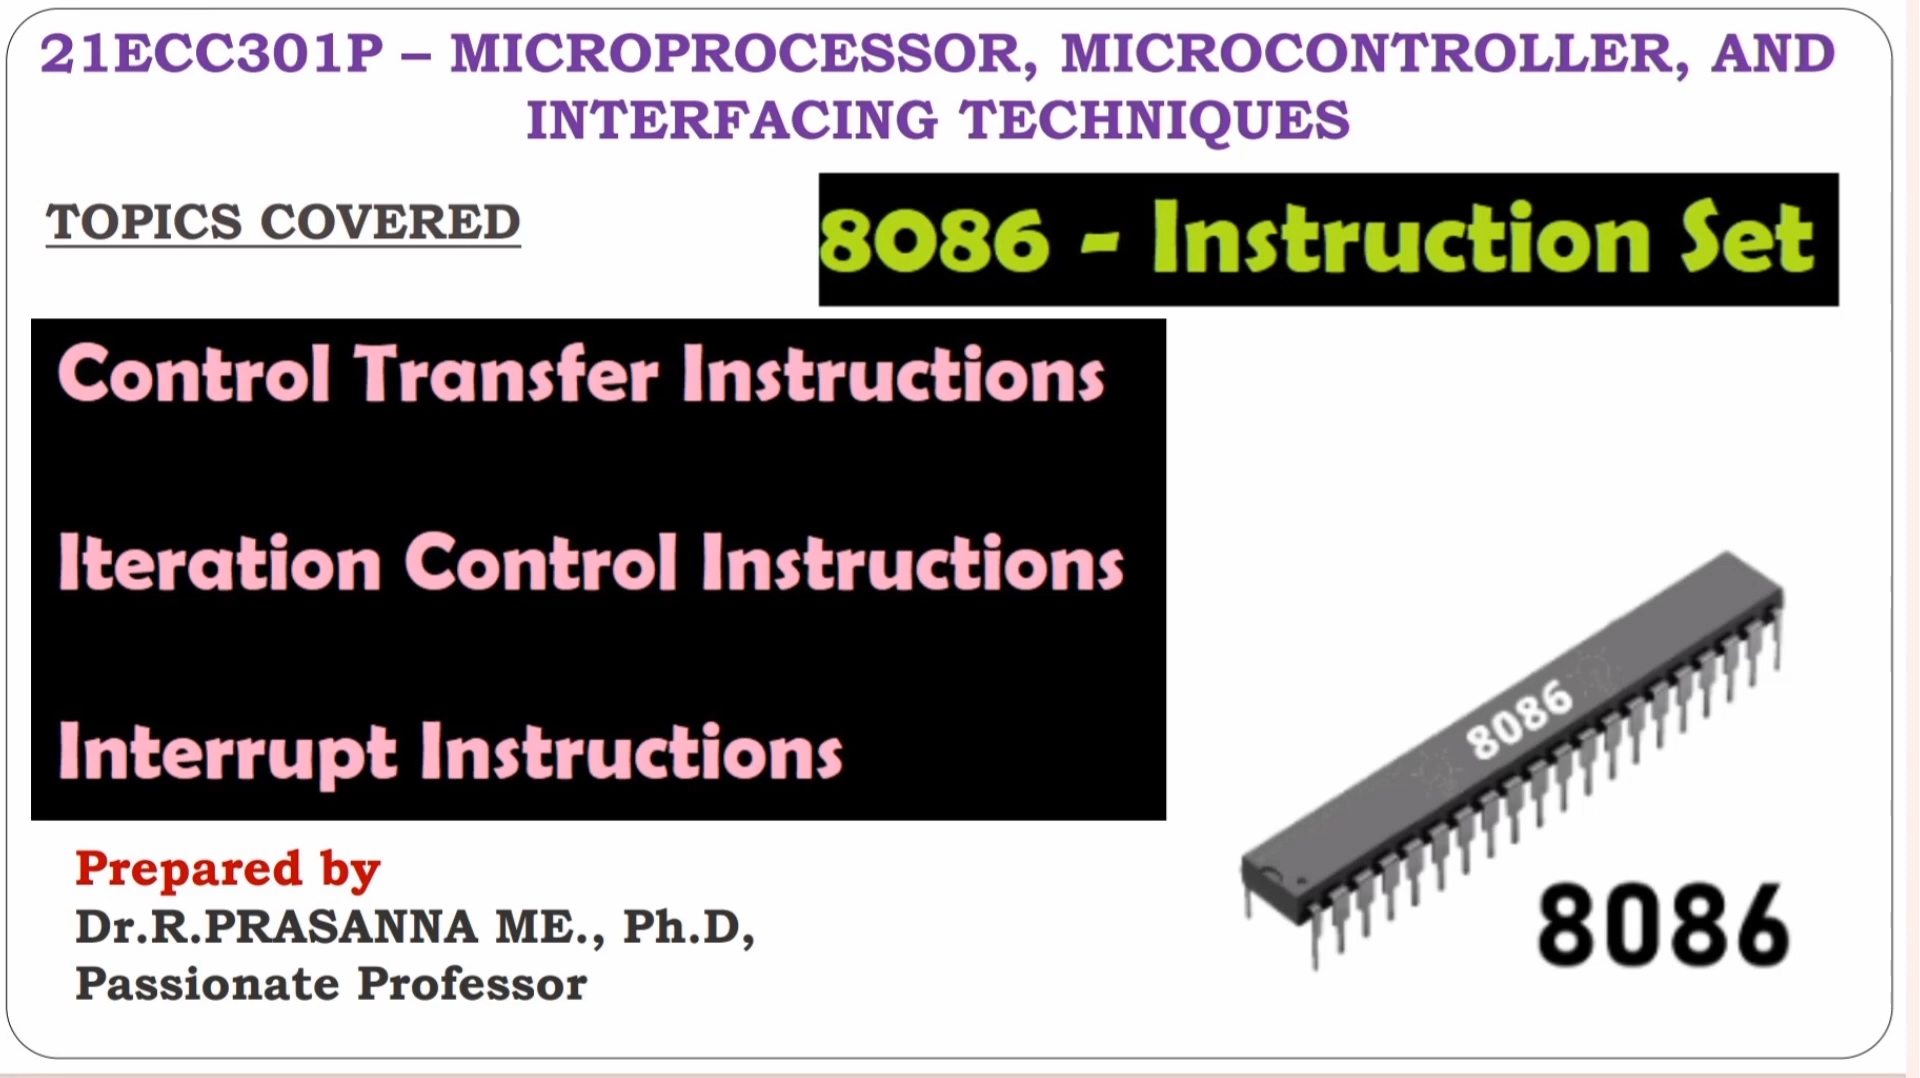 21ECC301P – MICROPROCESSOR, MICROCONTROLLER, AND
INTERFACING TECHNIQUES
TOPICS COVERED
8086 - Instruction Set
Control Transfer Instructions
Iteration Control Instructions
Interrupt Instructions
8086
8086
Prepared by
Dr.R.PRASANNA ME., Ph.D,
Passionate Professor